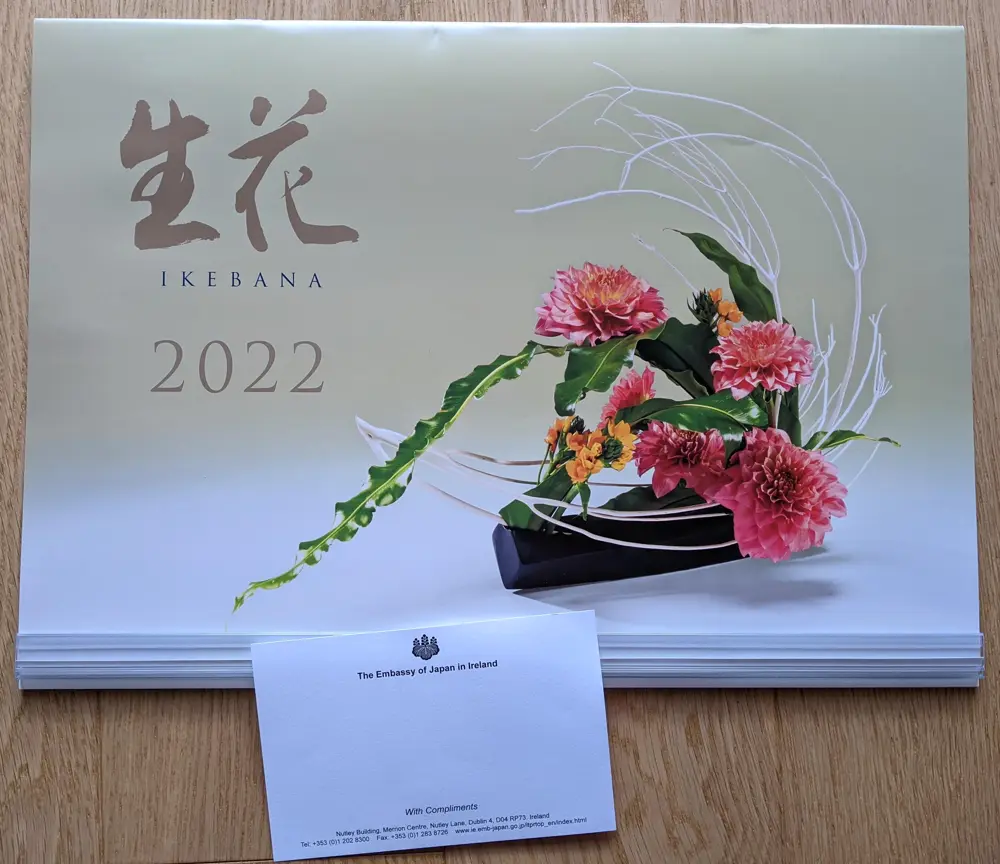 生花
IKEBANA
2022
The Embassy of Japan in Ireland
With Compliments
Nutley Building, Merrion Centre, Nutley Lane, Dublin 4, D04 RP73. Ireland
Tel: +353 (0)1 202 8300 Fax: +353 (0)1 283 8726 www.ie.emb-japan.go.jp/itprtop_en/index.html